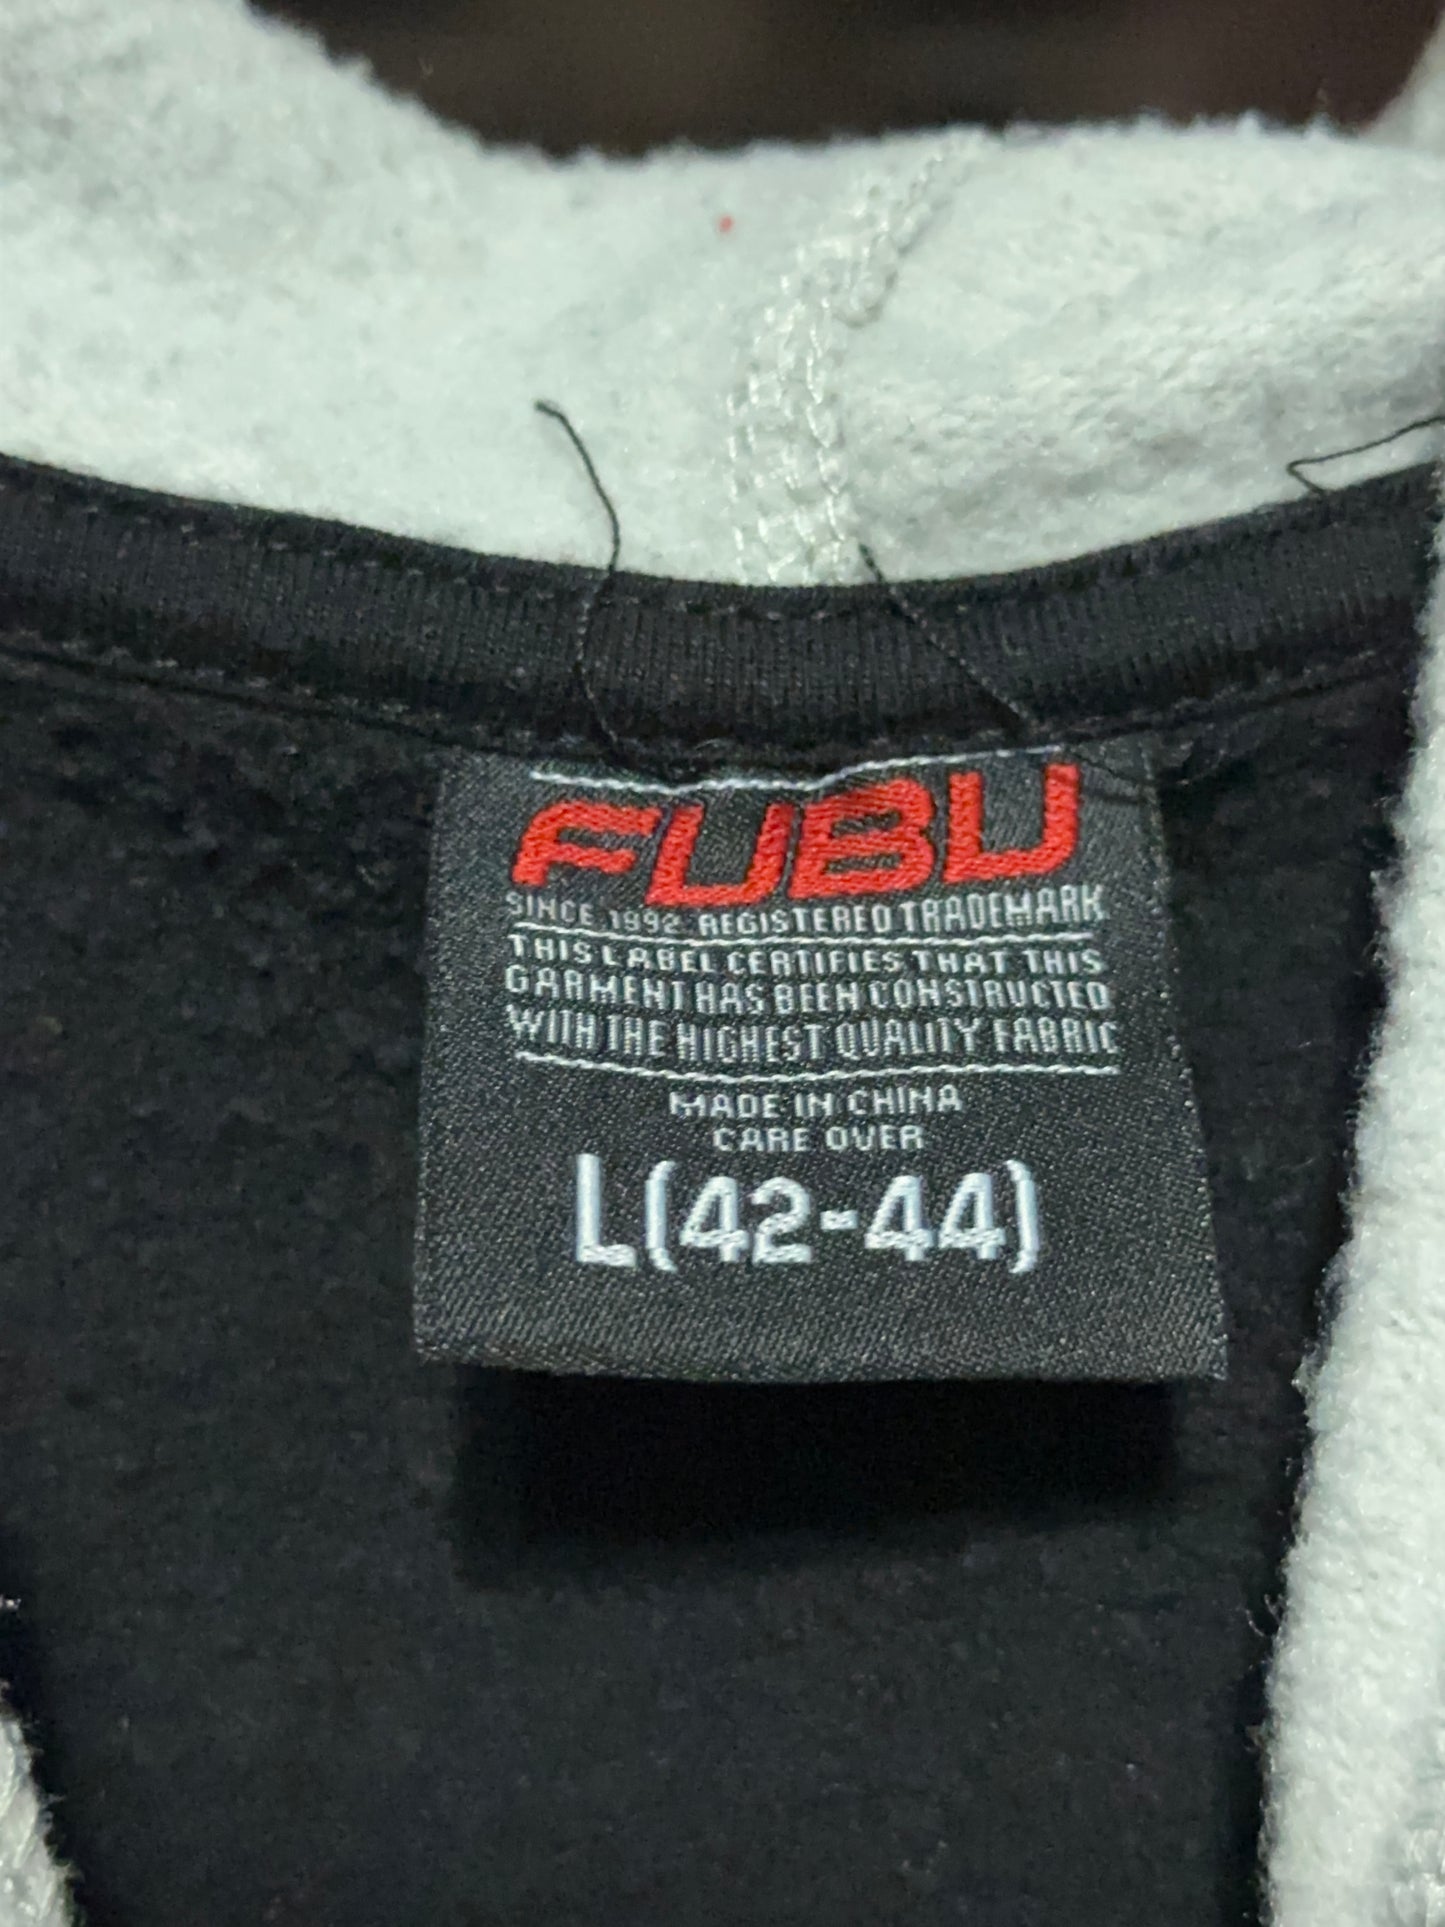 FUBU
SINCE 1992 REGISTERED TRADEMARK
THIS LABEL CERTIFIES THAT THIS
GARMENT HAS BEEN CONSTRUCTED
WITH THE HIGHEST QUALITY FABRIC
MADE IN CHINA
CARE OVER
L(42-44)